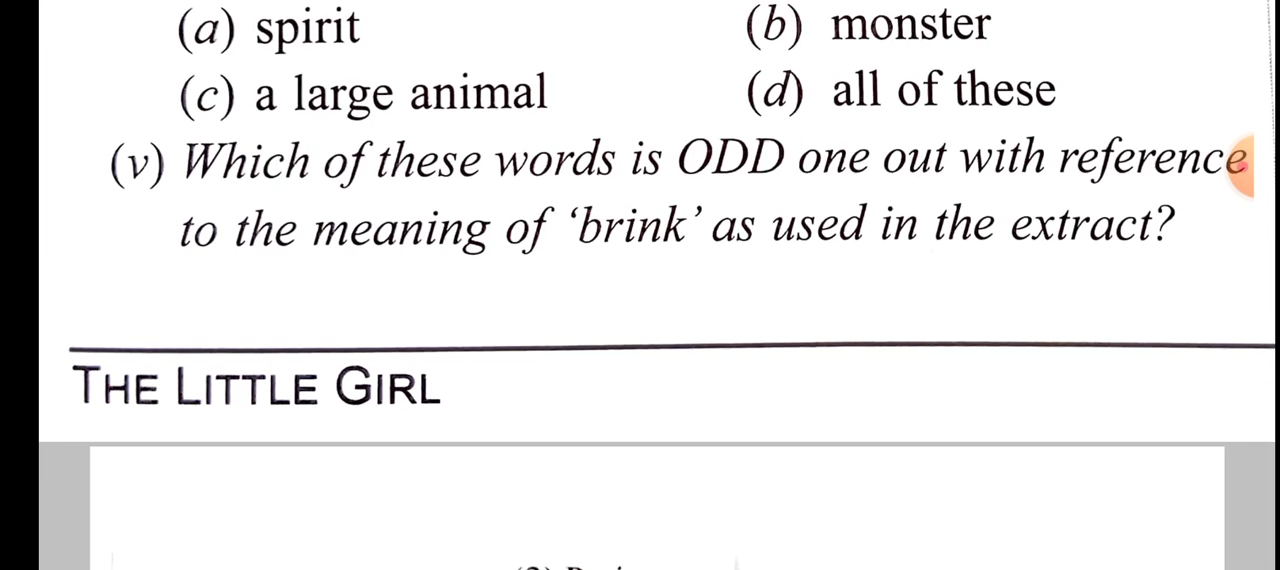 (a) spirit (b) monster
(c) a large animal (d) all of these
(v) Which of these words is ODD one out with reference
to the meaning of ‘brink’ as used in the extract?
THE LITTLE GIRL